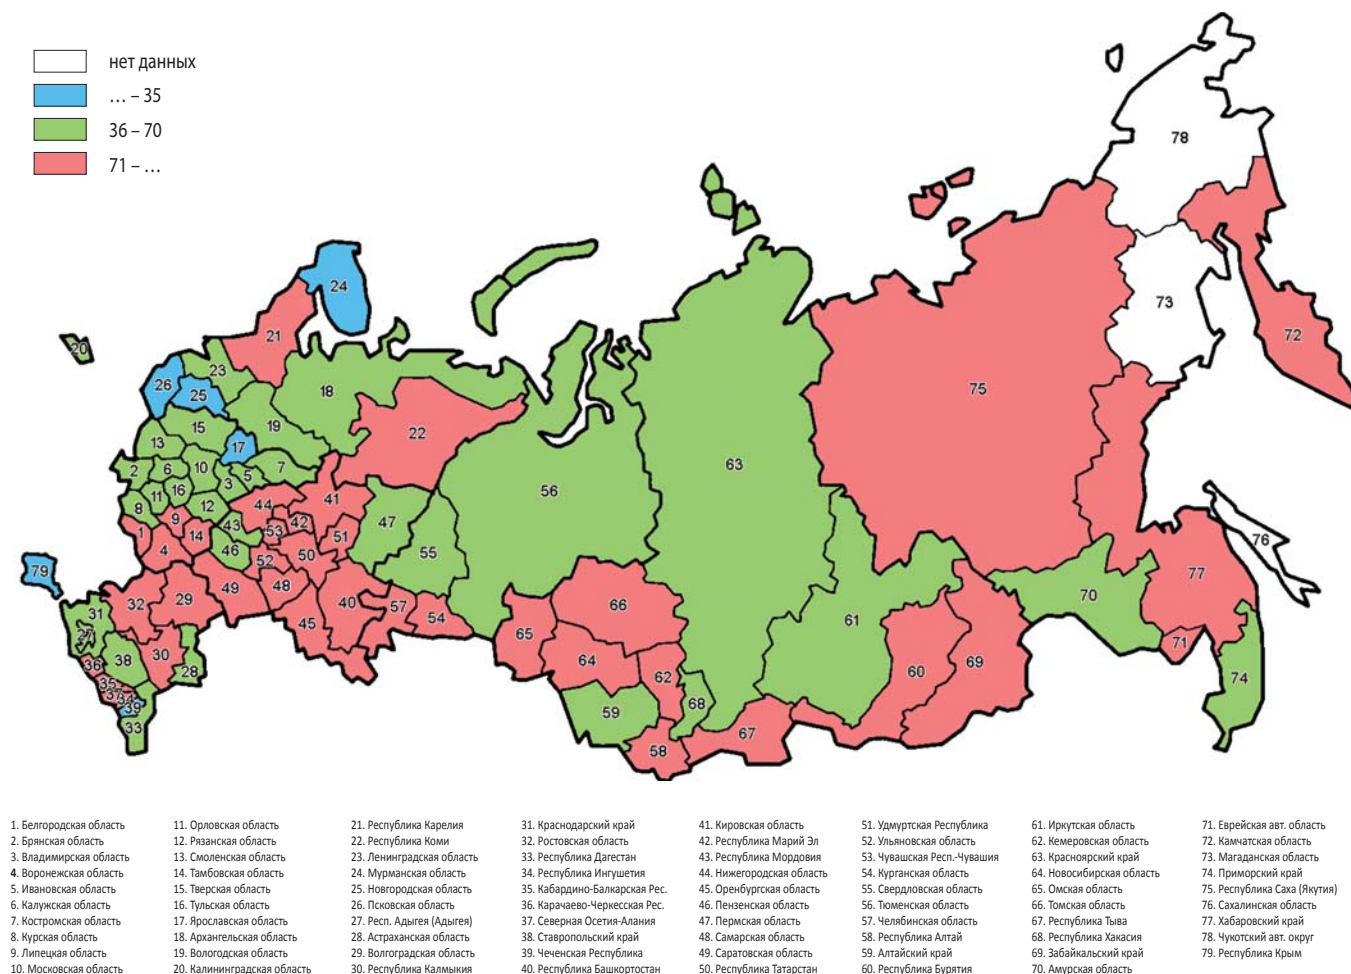 нет данных
… – 35
36 – 70
71 – …
78
24
20
21
73
72
26
25
23
18
75
15
19
22
17
13
63
2
6
10
3
5
7
56
8
11
16
12
44
41
47
1
9
14
43
53
42
51
55
76
4
46
52
50
77
79
49
48
40
57
54
70
31
32
29
45
66
61
71
27
38
30
28
65
64
62
60
69
74
36
35
37
34
39
33
59
68
58
67
1. Белгородская область
2. Брянская область
3. Владимирская область
4. Воронежская область
5. Ивановская область
6. Калужская область
7. Костромская область
8. Курская область
9. Липецкая область
10. Московская область
11. Орловская область
12. Рязанская область
13. Смоленская область
14. Тамбовская область
15. Тверская область
16. Тульская область
17. Ярославская область
18. Архангельская область
19. Вологодская область
20. Калининградская область
21. Республика Карелия
22. Республика Коми
23. Ленинградская область
24. Мурманская область
25. Новгородская область
26. Псковская область
27. Респ. Адыгея (Адыгея)
28. Астраханская область
29. Волгоградская область
30. Республика Калмыкия
31. Краснодарский край
32. Ростовская область
33. Республика Дагестан
34. Республика Ингушетия
35. Кабардино-Балкарская Рес.
36. Карачаево-Черкесская Рес.
37. Северная Осетия-Алания
38. Ставропольский край
39. Чеченская Республика
40. Республика Башкортостан
41. Кировская область
42. Республика Марий Эл
43. Республика Мордовия
44. Нижегородская область
45. Оренбургская область
46. Пензенская область
47. Пермская область
48. Самарская область
49. Саратовская область
50. Республика Татарстан
51. Удмуртская Республика
52. Ульяновская область
53. Чувашская Респ.-Чувашия
54. Курганская область
55. Свердловская область
56. Тюменская область
57. Челябинская область
58. Республика Алтай
59. Алтайский край
60. Республика Бурятия
61. Иркутская область
62. Кемеровская область
63. Красноярский край
64. Новосибирская область
65. Омская область
66. Томская область
67. Республика Тыва
68. Республика Хакасия
69. Забайкальский край
70. Амурская область
71. Еврейская авт. область
72. Камчатская область
73. Магаданская область
74. Приморский край
75. Республика Саха (Якутия)
76. Сахалинская область
77. Хабаровский край
78. Чукотский авт. округ
79. Республика Крым